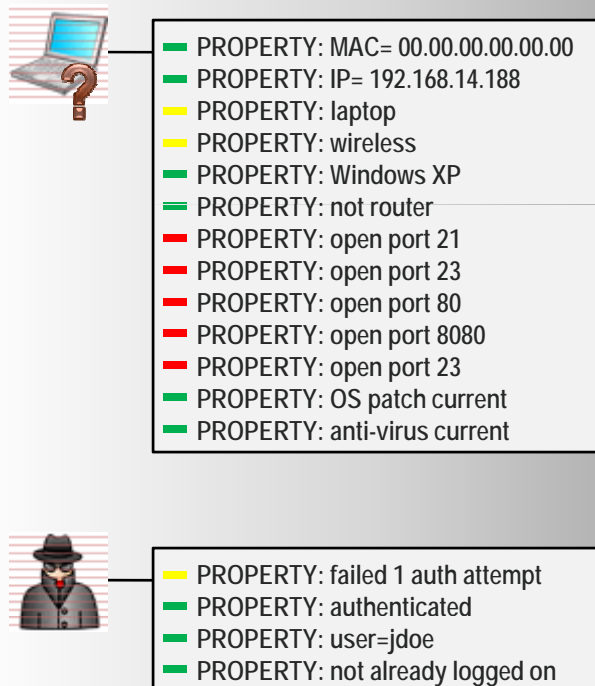 PROPERTY: MAC= 00.00.00.00.00.00
PROPERTY: IP= 192.168.14.188
PROPERTY: laptop
PROPERTY: wireless
PROPERTY: Windows XP
PROPERTY: not router
PROPERTY: open port 21
PROPERTY: open port 23
PROPERTY: open port 80
PROPERTY: open port 8080
PROPERTY: open port 23
PROPERTY: OS patch current
PROPERTY: anti-virus current
PROPERTY: failed 1 auth attempt
PROPERTY: authenticated
PROPERTY: user=jdoe
PROPERTY: not already logged on